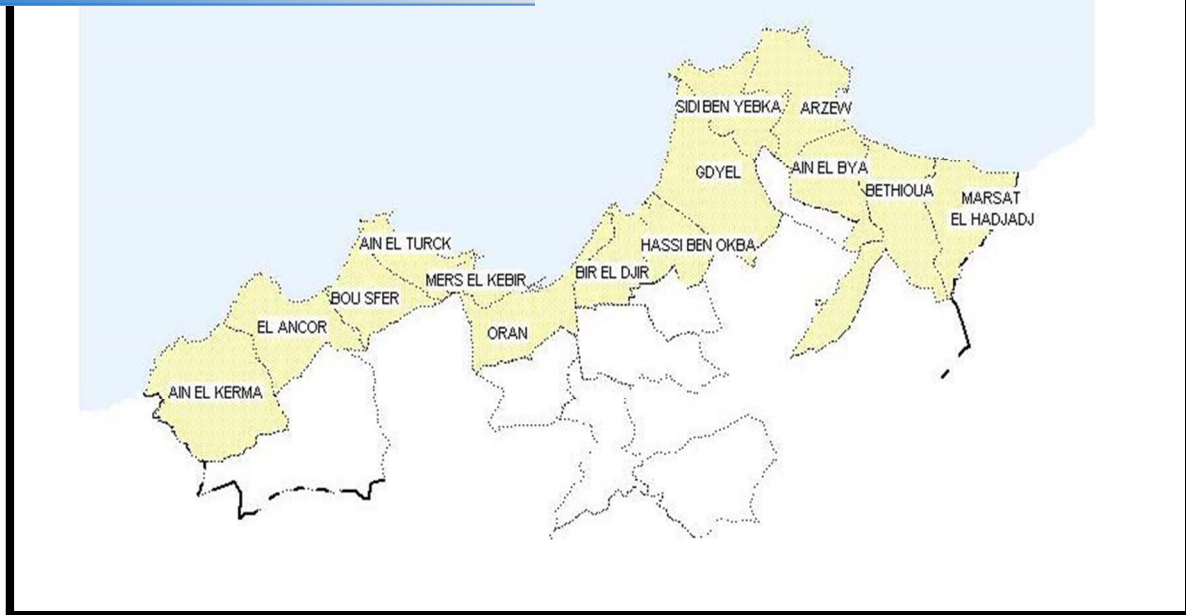 SIDI BEN YEBKA
ARZEW
GDYEL
AIN EL BYA
BETHIOUA
MARSAT
EL HADJADJ
AIN EL TURCK
HASSI BEN OKBA
MERS EL KEBIR
BIR EL DJIR
BOU SFER
EL ANCOR
ORAN
AIN EL KERMA